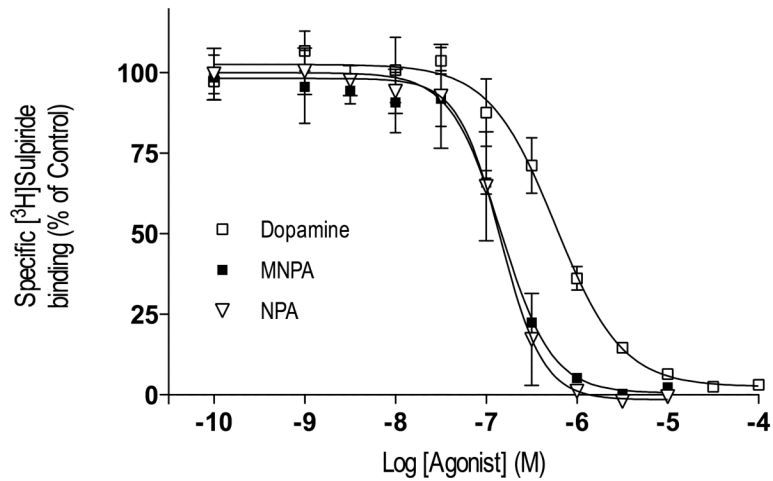 Specific [³H]Sulpiride
binding (% of Control)
100
75
50
25
0
Dopamine
MNPA
NPA
-10 -9 -8 -7 -6 -5 -4
Log [Agonist] (M)